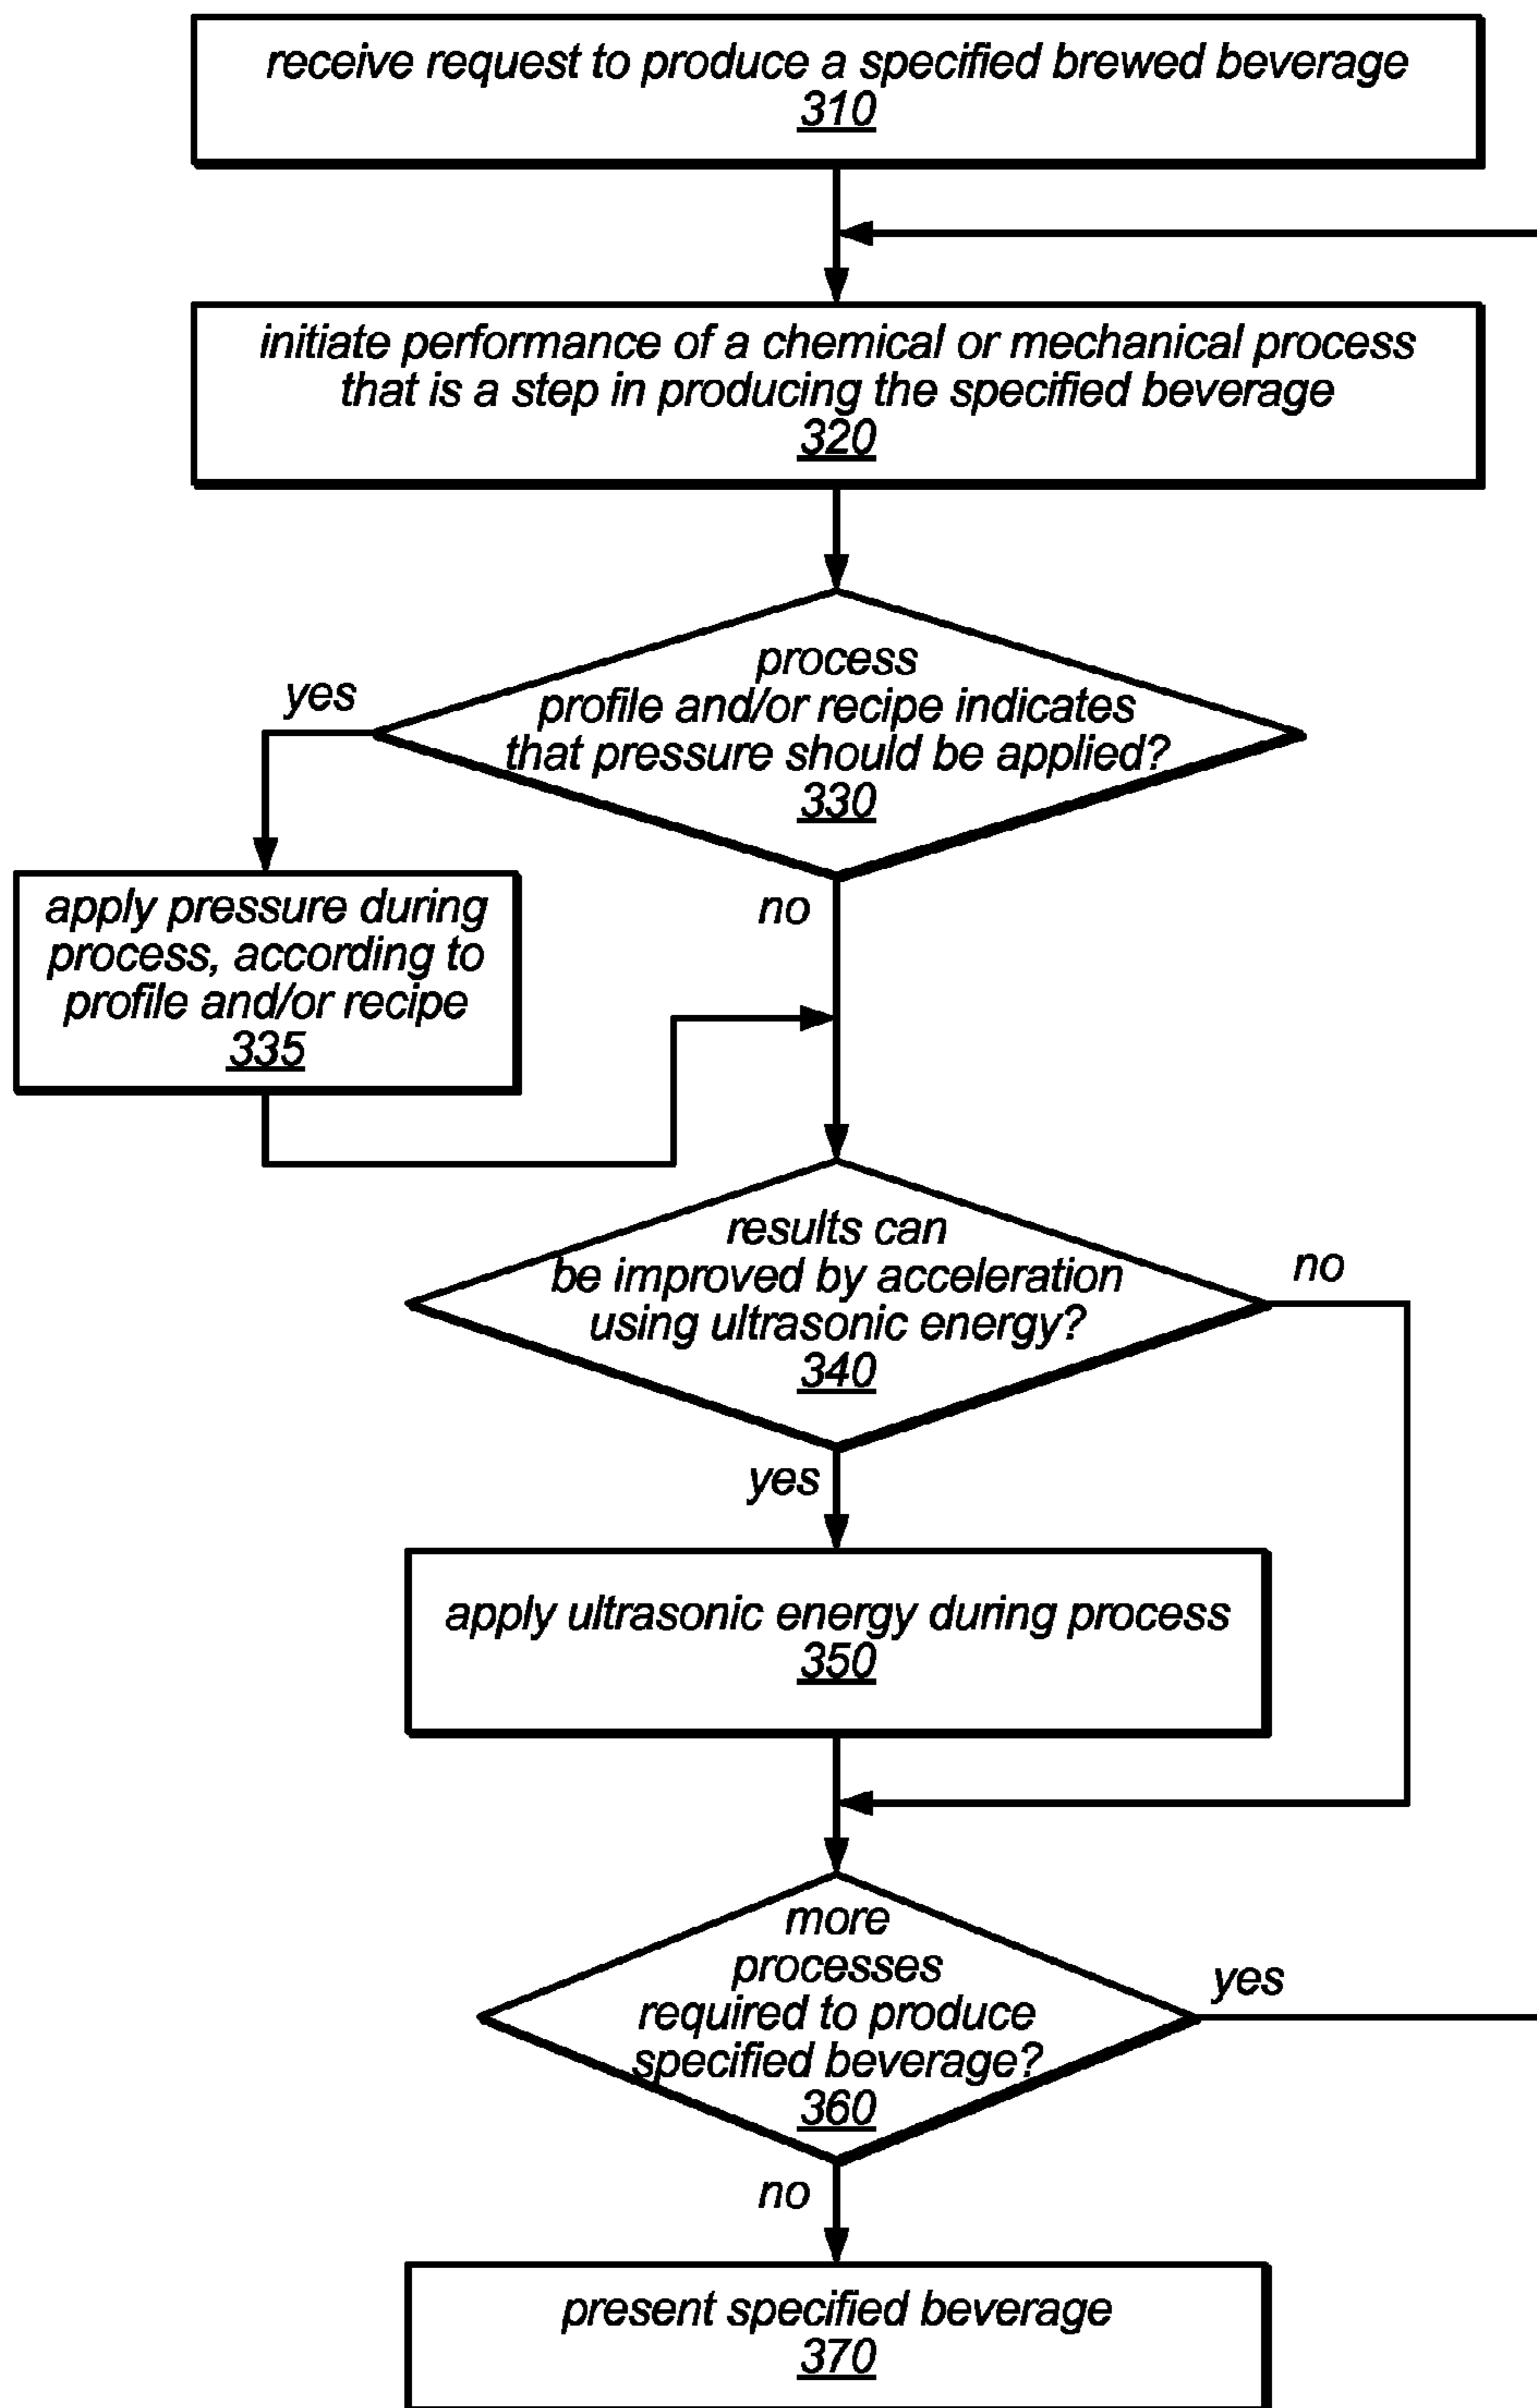 receive request to produce a specified brewed beverage
310
initiate performance of a chemical or mechanical process
that is a step in producing the specified beverage
320
process
profile and/or recipe indicates
that pressure should be applied?
330
yes
no
apply pressure during
process, according to
profile and/or recipe
335
results can
be improved by acceleration
using ultrasonic energy?
340
no
yes
apply ultrasonic energy during process
350
more
processes
required to produce
specified beverage?
360
yes
no
present specified beverage
370